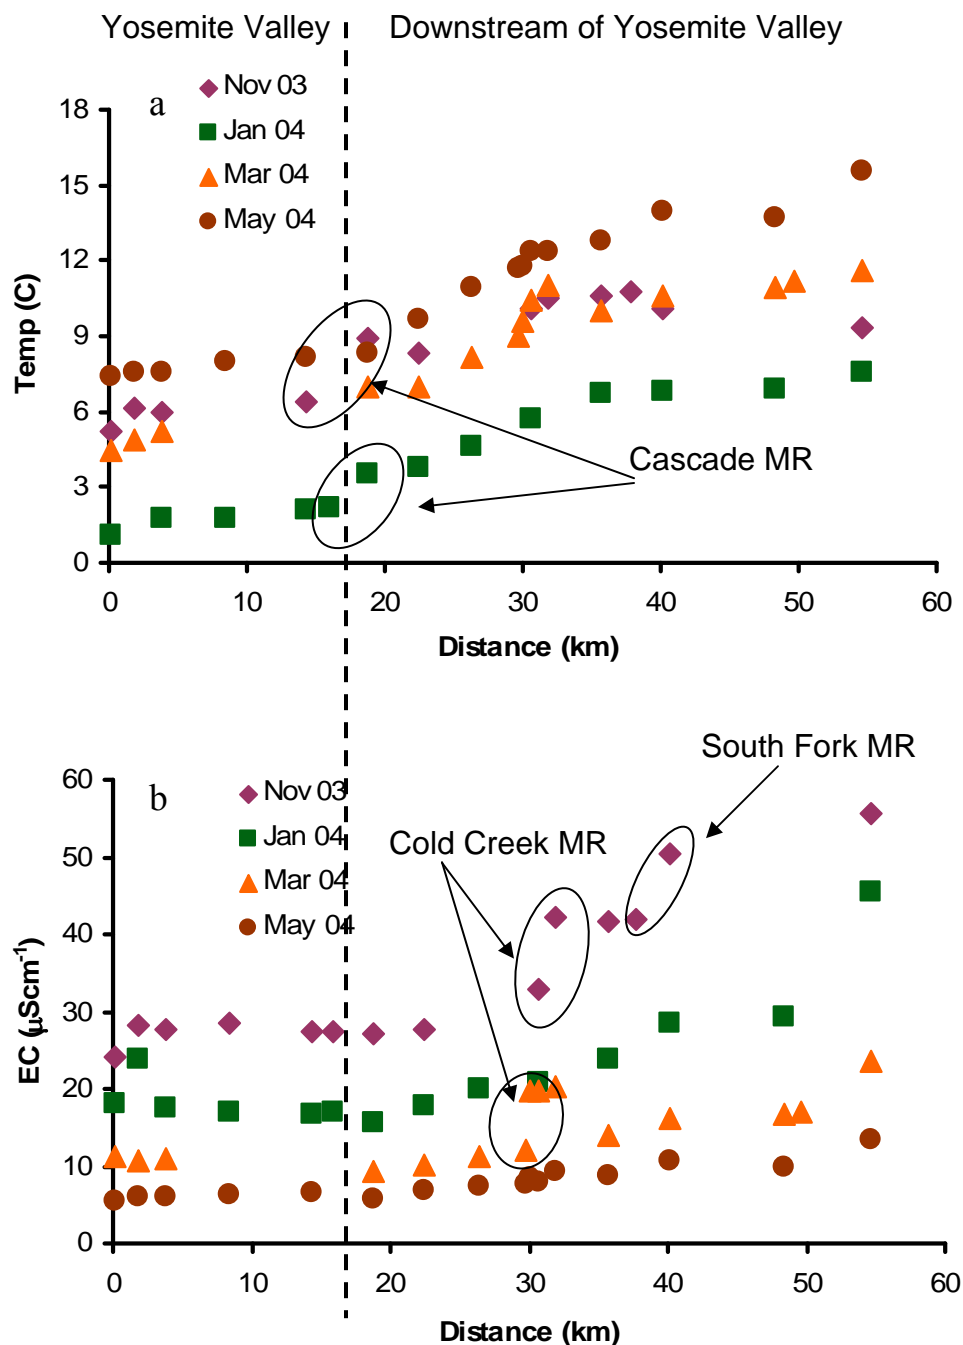 Yosemite Valley
Downstream of Yosemite Valley
a
Nov 03
Jan 04
Mar 04
May 04
18
15
12
9
6
3
0
Temp (C)
Cascade MR
0 10 20 30 40 50 60
Distance (km)
South Fork MR
Cold Creek MR
b
Nov 03
Jan 04
Mar 04
May 04
60
50
40
30
20
10
0
EC (μScm⁻¹)
0 10 20 30 40 50 60
Distance (km)